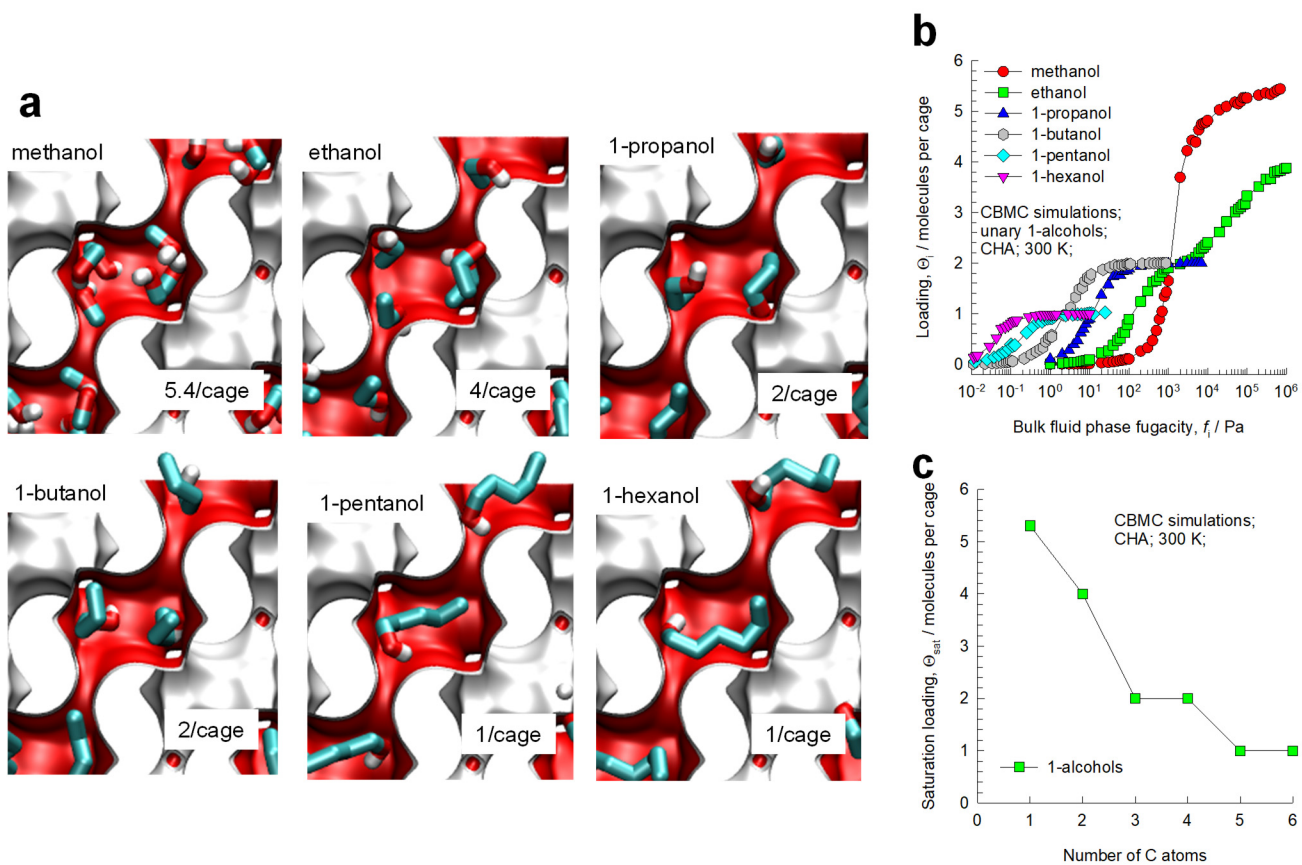 a
methanol
5.4/cage
ethanol
4/cage
1-propanol
2/cage
1-butanol
2/cage
1-pentanol
1/cage
1-hexanol
1/cage
b
6
5
4
3
2
1
0
Loading, Θi / molecules per cage
methanol
ethanol
1-propanol
1-butanol
1-pentanol
1-hexanol
CBMC simulations;
unary 1-alcohols;
CHA; 300 K;
10-2 10-1 100 101 102 103 104 105 106
Bulk fluid phase fugacity, fi / Pa
c
6
5
4
3
2
1
0
Saturation loading, Θsat / molecules per cage
CBMC simulations;
CHA; 300 K;
1-alcohols
0 1 2 3 4 5 6
Number of C atoms